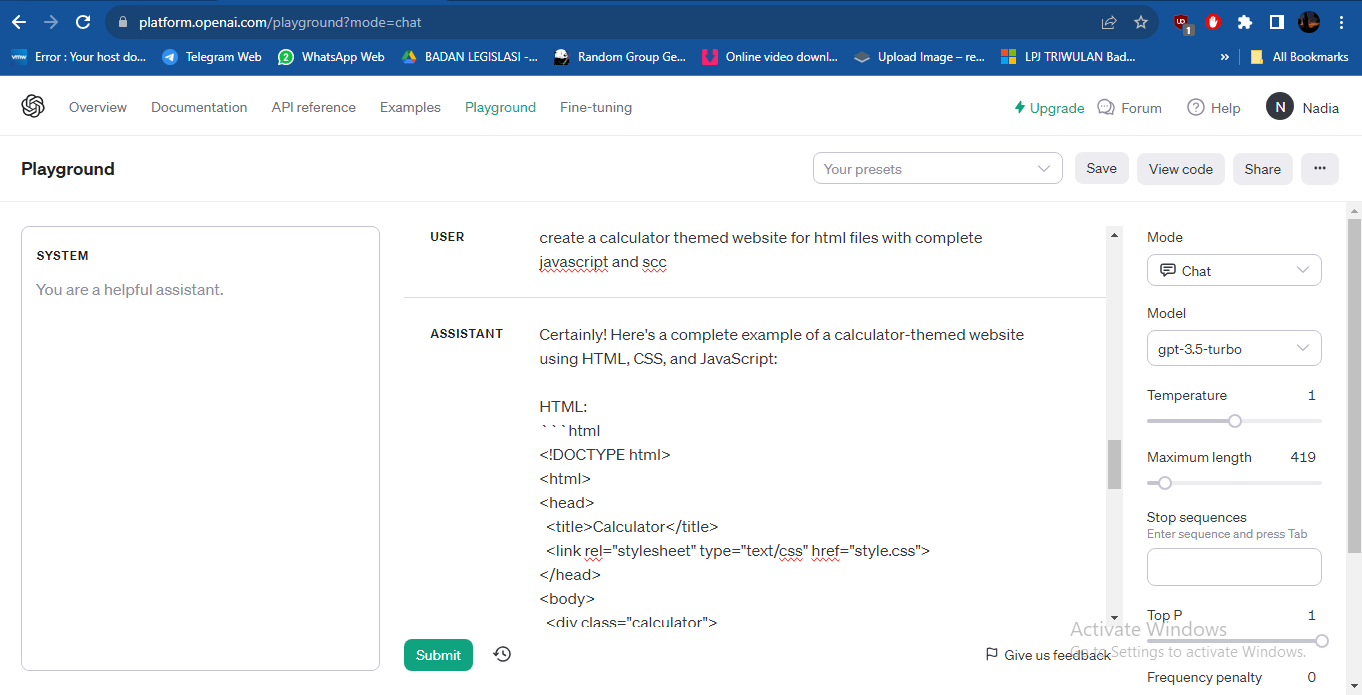 platform.openai.com/playground?mode=chat
1
vmw Error : Your host do...
Telegram Web
2 WhatsApp Web
BADAN LEGISLASI -...
Random Group Ge...
Online video downl...
Upload Image – re...
LPJ TRIWULAN Bad...
»
All Bookmarks
Overview
Documentation
API reference
Examples
Playground
Fine-tuning
Upgrade
Forum
? Help
N Nadia
Playground
Your presets
Save
View code
Share
...
SYSTEM
You are a helpful assistant.
USER
create a calculator themed website for html files with complete
javascript and scc
ASSISTANT
Certainly! Here's a complete example of a calculator-themed website
using HTML, CSS, and JavaScript:
HTML:
```html
<!DOCTYPE html>
<html>
<head>
<title>Calculator</title>
<link rel="stylesheet" type="text/css" href="style.css">
</head>
<body>
<div class="calculator">
Submit
Give us feedback
Mode
Chat
Model
gpt-3.5-turbo
Temperature 1
Maximum length 419
Stop sequences
Enter sequence and press Tab
Top P 1
Activate Windows
Go to Settings to activate Windows.
Frequency penalty 0